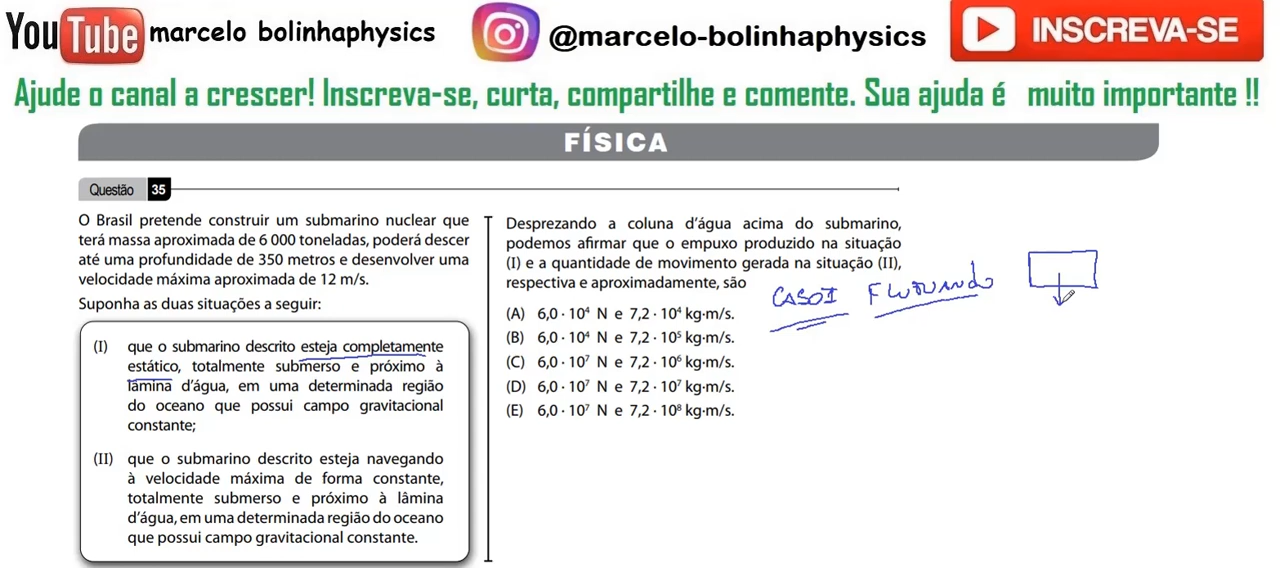 YouTube marcelo bolinhaphysics @marcelo-bolinhaphysics INSCREVA-SE
Ajude o canal a crescer! Inscreva-se, curta, compartilhe e comente. Sua ajuda é muito importante !!
FÍSICA
Questão 35
O Brasil pretende construir um submarino nuclear que
terá massa aproximada de 6 000 toneladas, poderá descer
até uma profundidade de 350 metros e desenvolver uma
velocidade máxima aproximada de 12 m/s.
Suponha as duas situações a seguir:
(I) que o submarino descrito esteja completamente
estático, totalmente submerso e próximo à
lâmina d'água, em uma determinada região
do oceano que possui campo gravitacional
constante;
(II) que o submarino descrito esteja navegando
à velocidade máxima de forma constante,
totalmente submerso e próximo à lâmina
d'água, em uma determinada região do oceano
que possui campo gravitacional constante.
Desprezando a coluna d'água acima do submarino,
podemos afirmar que o empuxo produzido na situação
(I) e a quantidade de movimento gerada na situação (II),
respectiva e aproximadamente, são
(A) 6,0 · 10⁴ N e 7,2 · 10⁴ kg·m/s.
(B) 6,0 · 10⁴ N e 7,2 · 10⁵ kg·m/s.
(C) 6,0 · 10⁷ N e 7,2 · 10⁶ kg·m/s.
(D) 6,0 · 10⁷ N e 7,2 · 10⁷ kg·m/s.
(E) 6,0 · 10⁷ N e 7,2 · 10⁸ kg·m/s.
CASO I FLUTUANDO